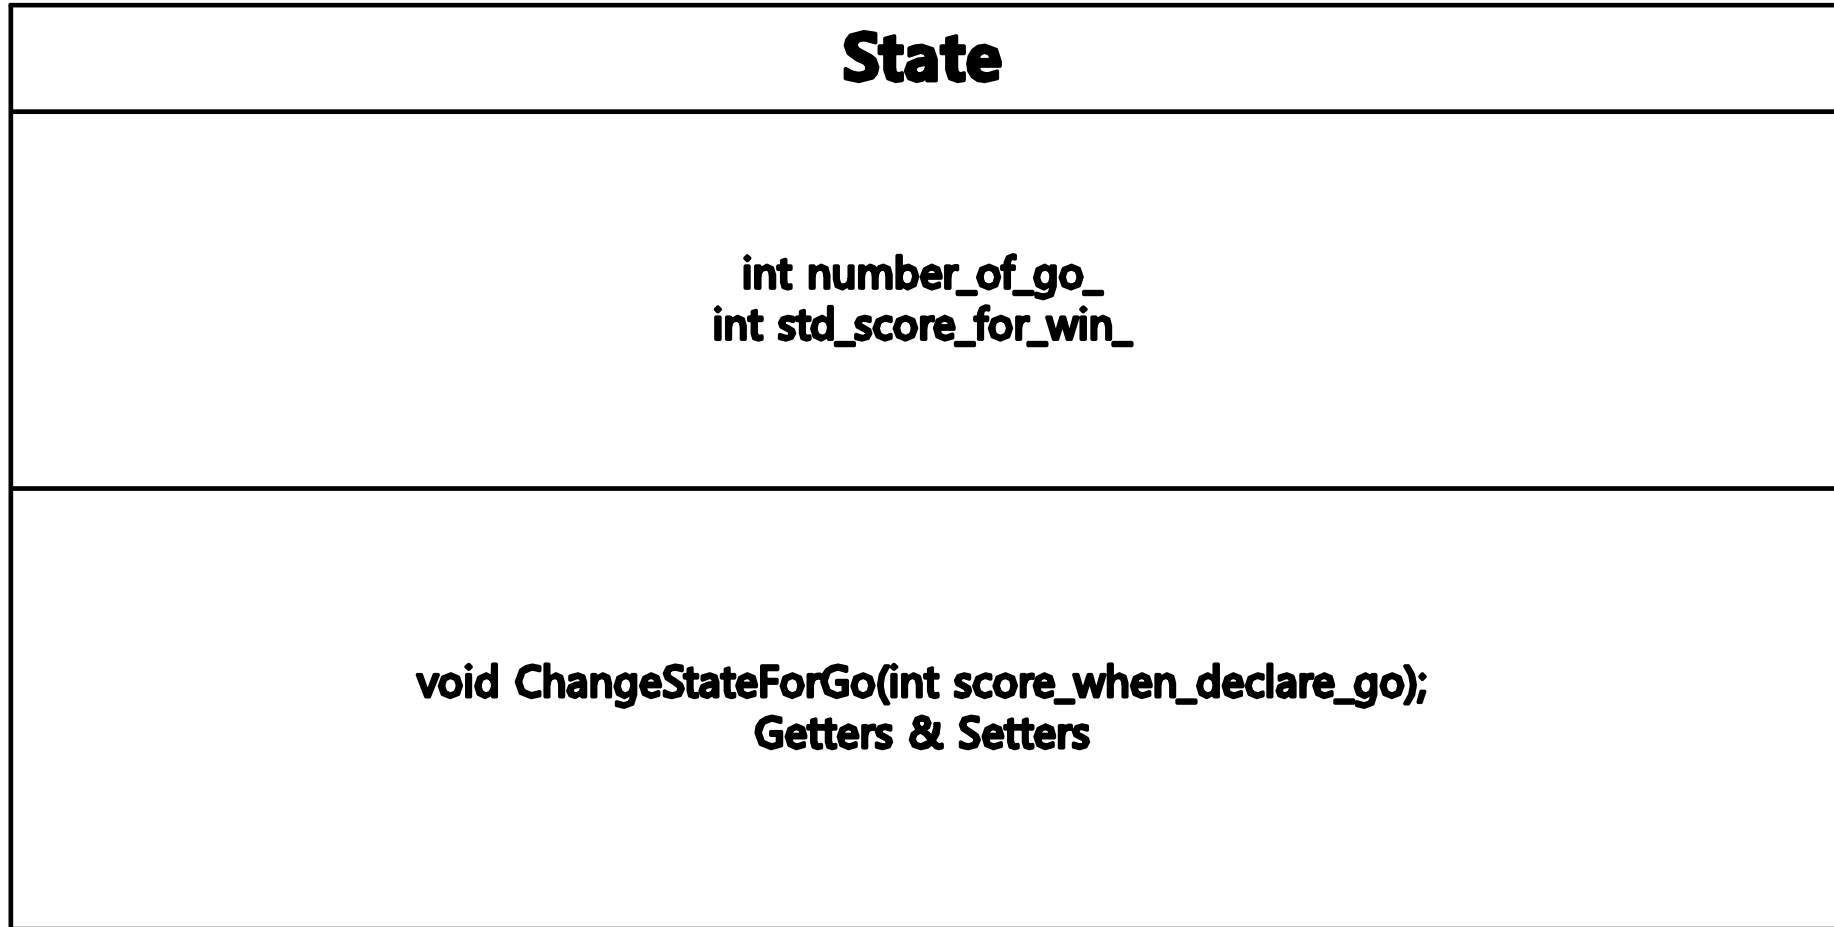 State
int number_of_go_
int std_score_for_win_
void ChangeStateForGo(int score_when_declare_go);
Getters & Setters